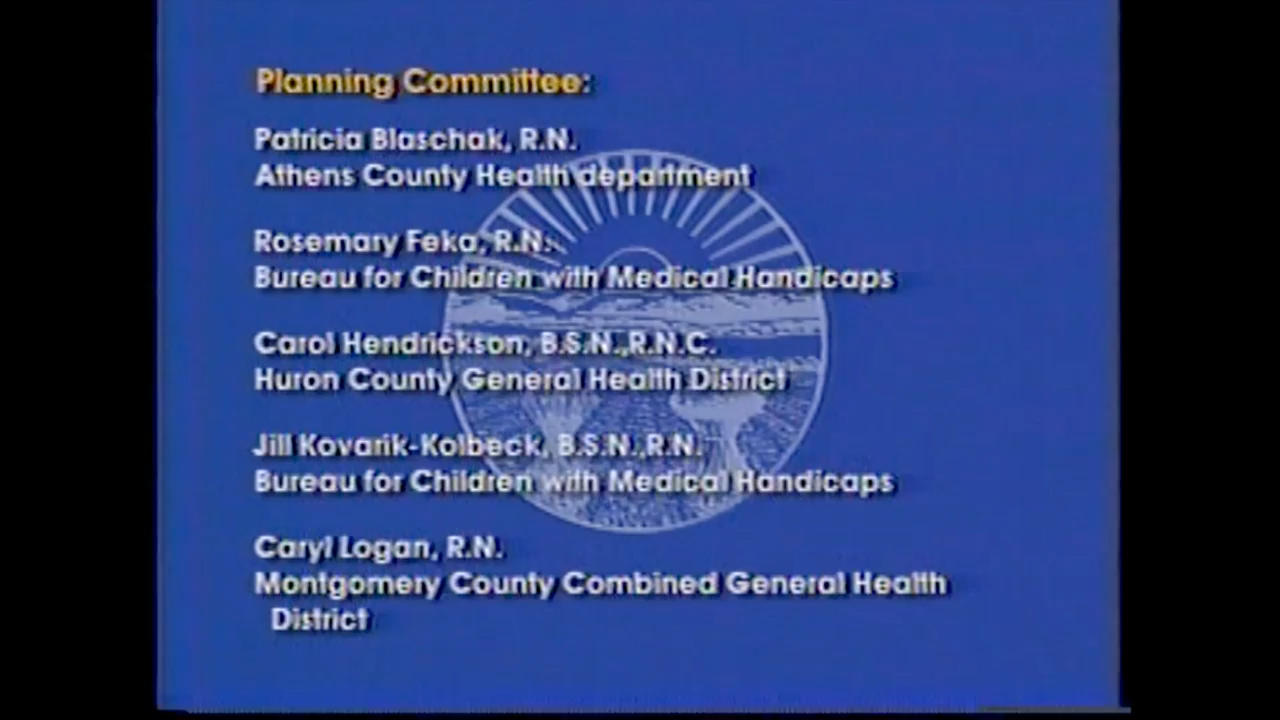 Planning Committee:
Patricia Blaschak, R.N.
Athens County Health department
Rosemary Feka, R.N.
Bureau for Children with Medical Handicaps
Carol Hendrickson, B.S.N.,R.N.C.
Huron County General Health District
Jill Kovarik-Kolbeck, B.S.N.,R.N.
Bureau for Children with Medical Handicaps
Caryl Logan, R.N.
Montgomery County Combined General Health
District